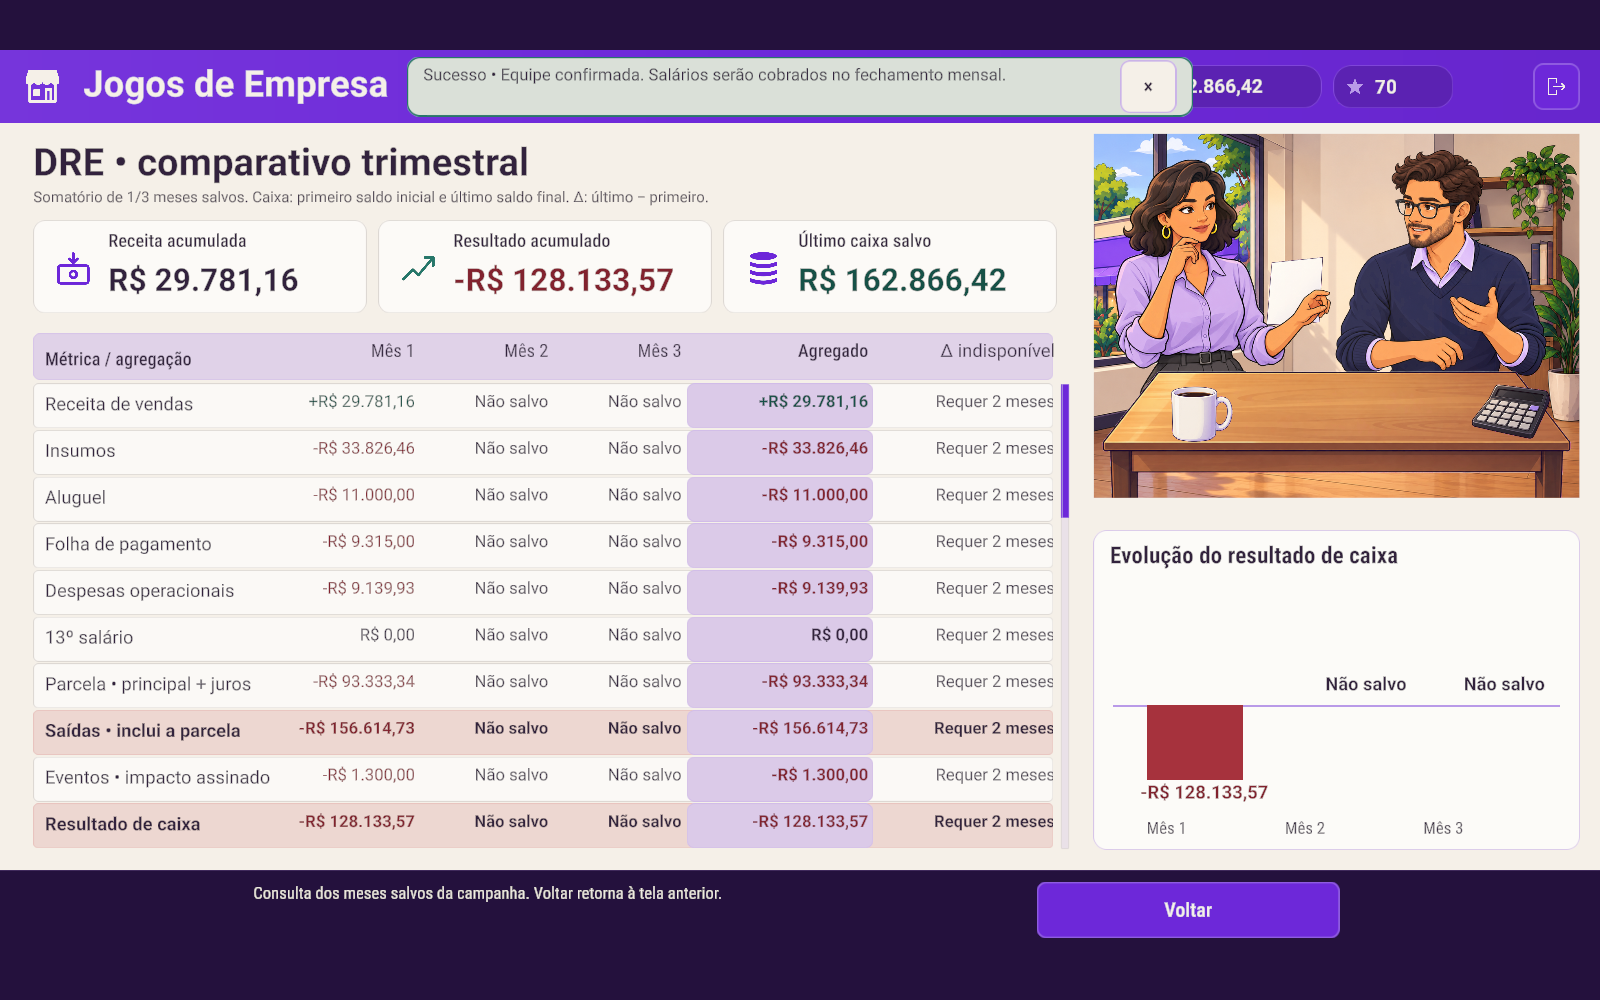 Jogos de Empresa
Sucesso • Equipe confirmada. Salários serão cobrados no fechamento mensal.
×
2.866,42
70
DRE • comparativo trimestral
Somatório de 1/3 meses salvos. Caixa: primeiro saldo inicial e último saldo final. Δ: último – primeiro.
Receita acumulada
R$ 29.781,16
Resultado acumulado
-R$ 128.133,57
Último caixa salvo
R$ 162.866,42
Métrica / agregação Mês 1 Mês 2 Mês 3 Agregado Δ indisponível
Receita de vendas +R$ 29.781,16 Não salvo Não salvo +R$ 29.781,16 Requer 2 meses
Insumos -R$ 33.826,46 Não salvo Não salvo -R$ 33.826,46 Requer 2 meses
Aluguel -R$ 11.000,00 Não salvo Não salvo -R$ 11.000,00 Requer 2 meses
Folha de pagamento -R$ 9.315,00 Não salvo Não salvo -R$ 9.315,00 Requer 2 meses
Despesas operacionais -R$ 9.139,93 Não salvo Não salvo -R$ 9.139,93 Requer 2 meses
13º salário R$ 0,00 Não salvo Não salvo R$ 0,00 Requer 2 meses
Parcela • principal + juros -R$ 93.333,34 Não salvo Não salvo -R$ 93.333,34 Requer 2 meses
Saídas • inclui a parcela -R$ 156.614,73 Não salvo Não salvo -R$ 156.614,73 Requer 2 meses
Eventos • impacto assinado -R$ 1.300,00 Não salvo Não salvo -R$ 1.300,00 Requer 2 meses
Resultado de caixa -R$ 128.133,57 Não salvo Não salvo -R$ 128.133,57 Requer 2 meses
Evolução do resultado de caixa
Não salvo Não salvo
-R$ 128.133,57
Mês 1 Mês 2 Mês 3
Consulta dos meses salvos da campanha. Voltar retorna à tela anterior.
Voltar